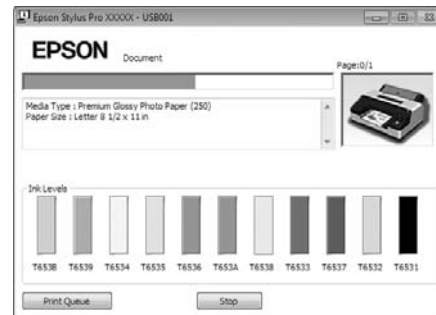 Epson Stylus Pro XXXXX - USB001
EPSON
Document
Page:0/1
Media Type : Premium Glossy Photo Paper (250)
Paper Size : Letter 8 1/2 x 11 in
Ink Levels
T653B T6539 T6534 T6535 T6536 T653A T6538 T6533 T6537 T6532 T6531
Print Queue Stop